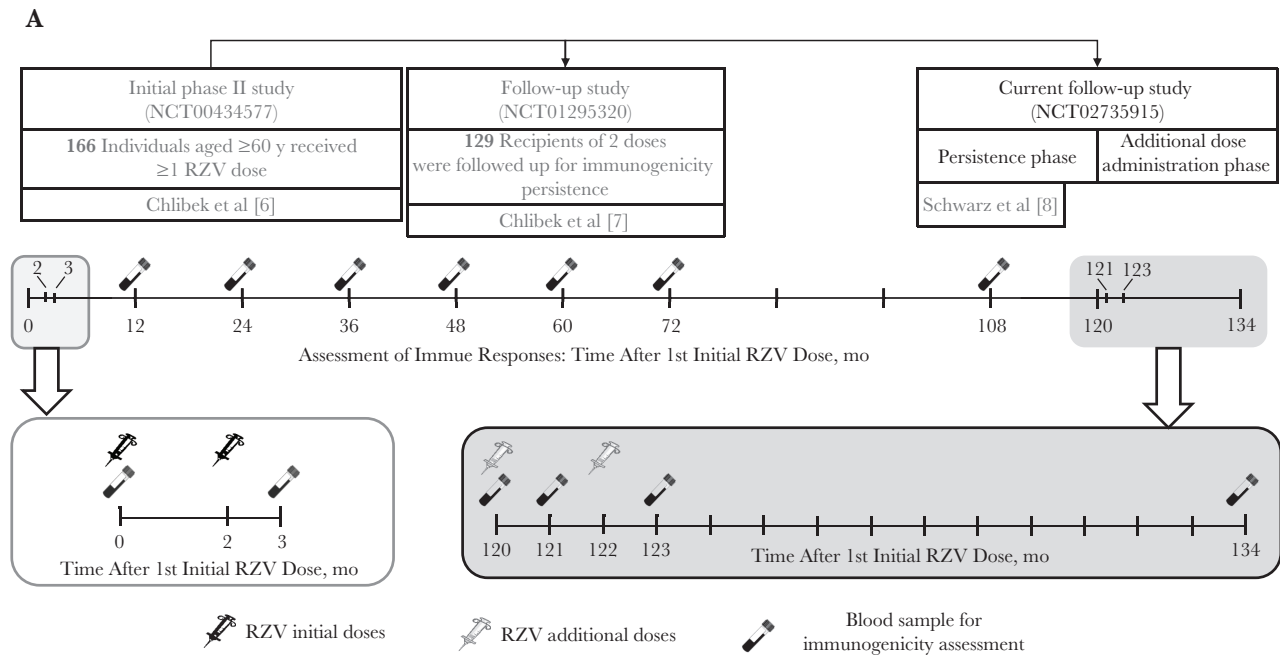 A
Initial phase II study
(NCT00434577)
166 Individuals aged ≥60 y received
≥1 RZV dose
Chlibek et al [6]
Follow-up study
(NCT01295320)
129 Recipients of 2 doses
were followed up for immunogenicity
persistence
Chlibek et al [7]
Current follow-up study
(NCT02735915)
Persistence phase
Additional dose
administration phase
Schwarz et al [8]
2 3 121 123
0 12 24 36 48 60 72 108 120 134
Assessment of Immue Responses: Time After 1st Initial RZV Dose, mo
0 2 3
Time After 1st Initial RZV Dose, mo
120 121 122 123 134
Time After 1st Initial RZV Dose, mo
RZV initial doses
RZV additional doses
Blood sample for
immunogenicity assessment